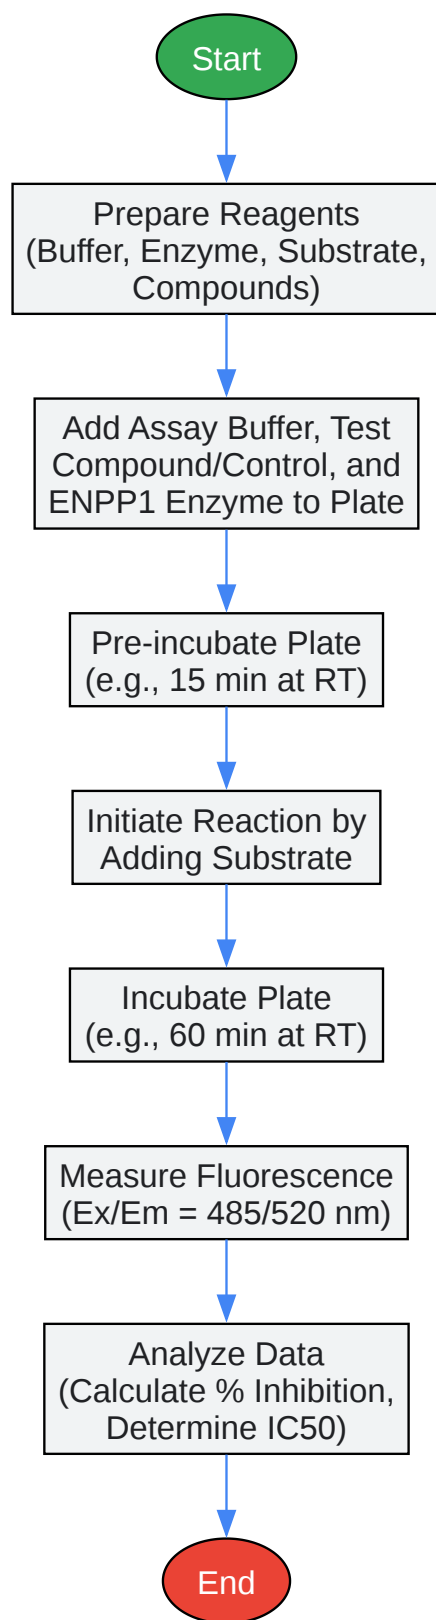 Start
Prepare Reagents
(Buffer, Enzyme, Substrate,
Compounds)
Add Assay Buffer, Test
Compound/Control, and
ENPP1 Enzyme to Plate
Pre-incubate Plate
(e.g., 15 min at RT)
Initiate Reaction by
Adding Substrate
Incubate Plate
(e.g., 60 min at RT)
Measure Fluorescence
(Ex/Em = 485/520 nm)
Analyze Data
(Calculate % Inhibition,
Determine IC50)
End